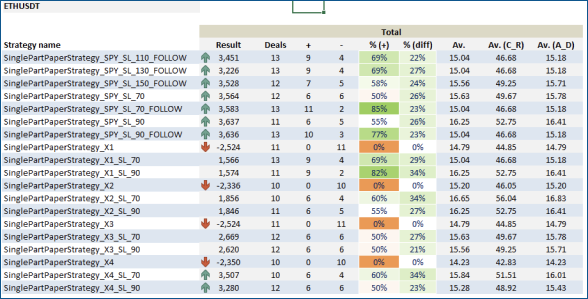 ETHUSDT
Total
Strategy name Result Deals + - % (+) % (diff) Av. Av. (C_R) Av. (A_D)
SinglePartPaperStrategy_SPY_SL_110_FOLLOW 3,451 13 9 4 69% 22% 15.04 46.68 15.18
SinglePartPaperStrategy_SPY_SL_130_FOLLOW 3,226 13 9 4 69% 27% 15.04 46.68 15.18
SinglePartPaperStrategy_SPY_SL_150_FOLLOW 3,528 12 7 5 58% 24% 15.56 49.25 15.71
SinglePartPaperStrategy_SPY_SL_70 3,564 12 6 6 50% 26% 15.63 49.67 15.78
SinglePartPaperStrategy_SPY_SL_70_FOLLOW 3,583 13 11 2 85% 23% 15.04 46.68 15.18
SinglePartPaperStrategy_SPY_SL_90 3,637 11 6 5 55% 26% 16.25 52.75 16.41
SinglePartPaperStrategy_SPY_SL_90_FOLLOW 3,636 13 10 3 77% 23% 15.04 46.68 15.18
SinglePartPaperStrategy_X1 -2,524 11 0 11 0% 0% 14.79 44.85 14.79
SinglePartPaperStrategy_X1_SL_70 1,566 13 9 4 69% 29% 15.04 46.68 15.18
SinglePartPaperStrategy_X1_SL_90 1,574 11 9 2 82% 34% 16.25 52.75 16.41
SinglePartPaperStrategy_X2 -2,336 10 0 10 0% 0% 15.20 46.05 15.20
SinglePartPaperStrategy_X2_SL_70 1,856 10 6 4 60% 34% 16.65 56.04 16.83
SinglePartPaperStrategy_X2_SL_90 1,846 11 6 5 55% 27% 16.25 52.75 16.41
SinglePartPaperStrategy_X3 -2,524 11 0 11 0% 0% 14.79 44.85 14.79
SinglePartPaperStrategy_X3_SL_70 2,669 12 6 6 50% 27% 15.63 49.67 15.78
SinglePartPaperStrategy_X3_SL_90 2,620 12 6 6 50% 21% 15.56 49.25 15.71
SinglePartPaperStrategy_X4 -2,350 10 0 10 0% 0% 14.23 42.83 14.23
SinglePartPaperStrategy_X4_SL_70 3,507 10 6 4 60% 34% 15.84 51.51 16.01
SinglePartPaperStrategy_X4_SL_90 3,280 12 6 6 50% 23% 15.28 48.92 15.43